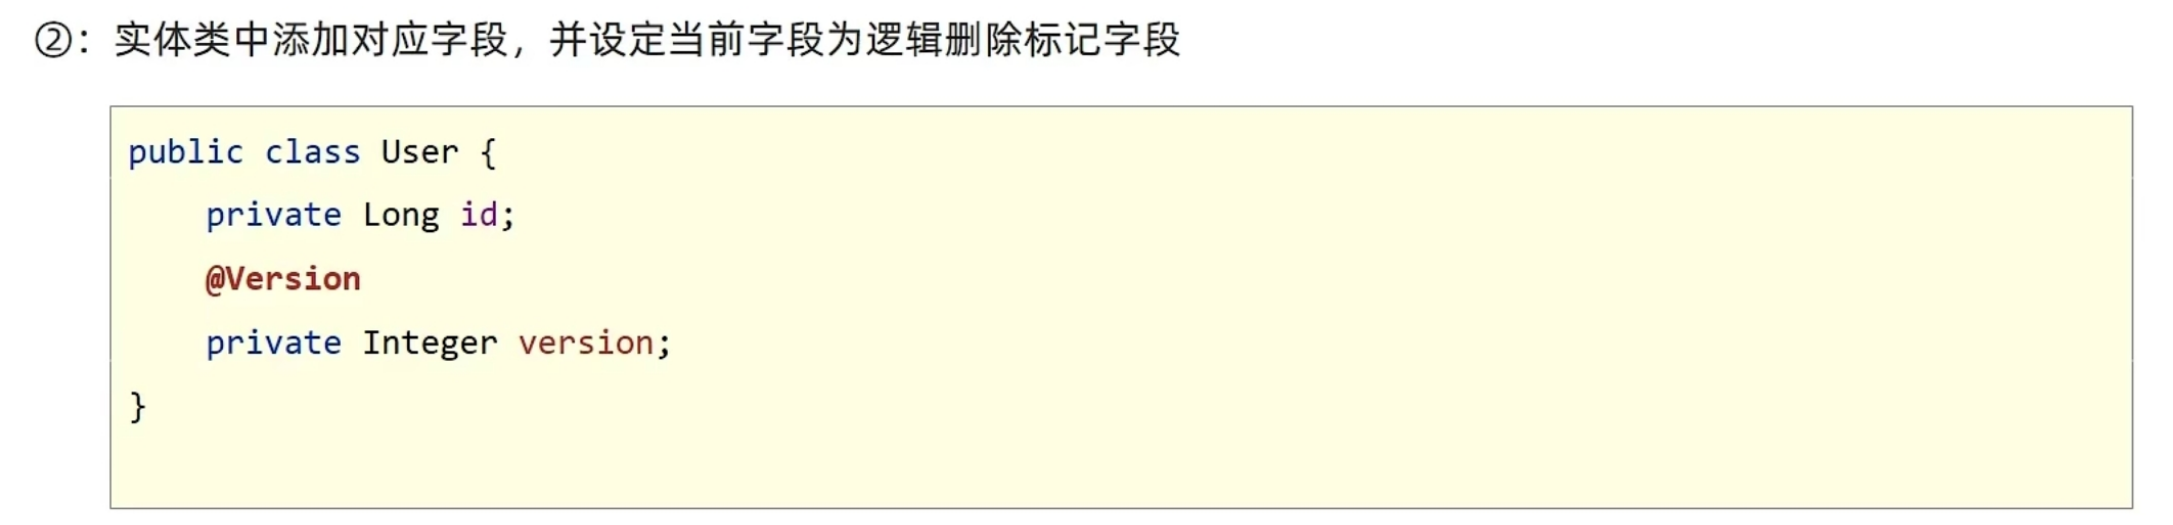 ②：实体类中添加对应字段，并设定当前字段为逻辑删除标记字段
public class User {
    private Long id;
    @Version
    private Integer version;
}